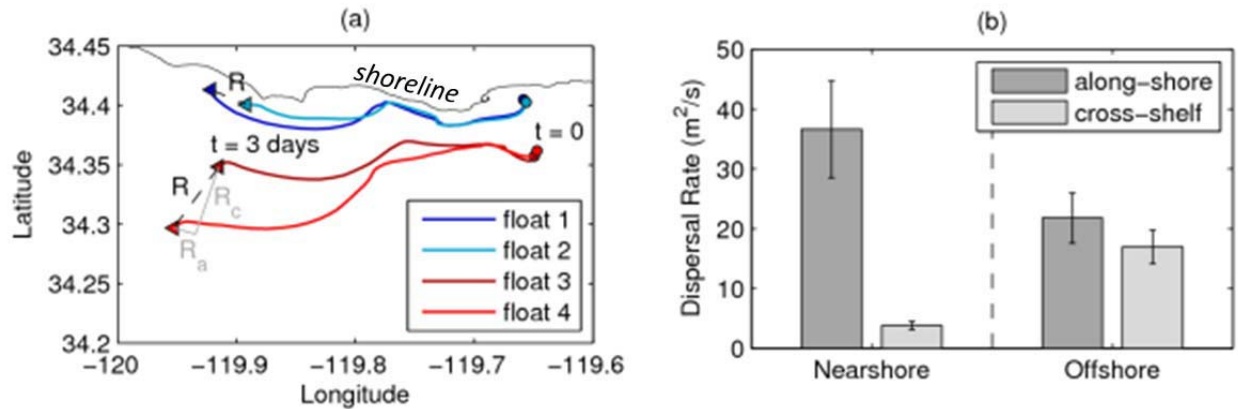 (a)
34.45
34.4
34.35
34.3
34.25
34.2
Latitude
−120
−119.9
−119.8
−119.7
−119.6
Longitude
shoreline
R
t = 0
t = 3 days
R
R_c
R_a
float 1
float 2
float 3
float 4
(b)
50
40
30
20
10
0
Dispersal Rate (m²/s)
along−shore
cross−shelf
Nearshore
Offshore